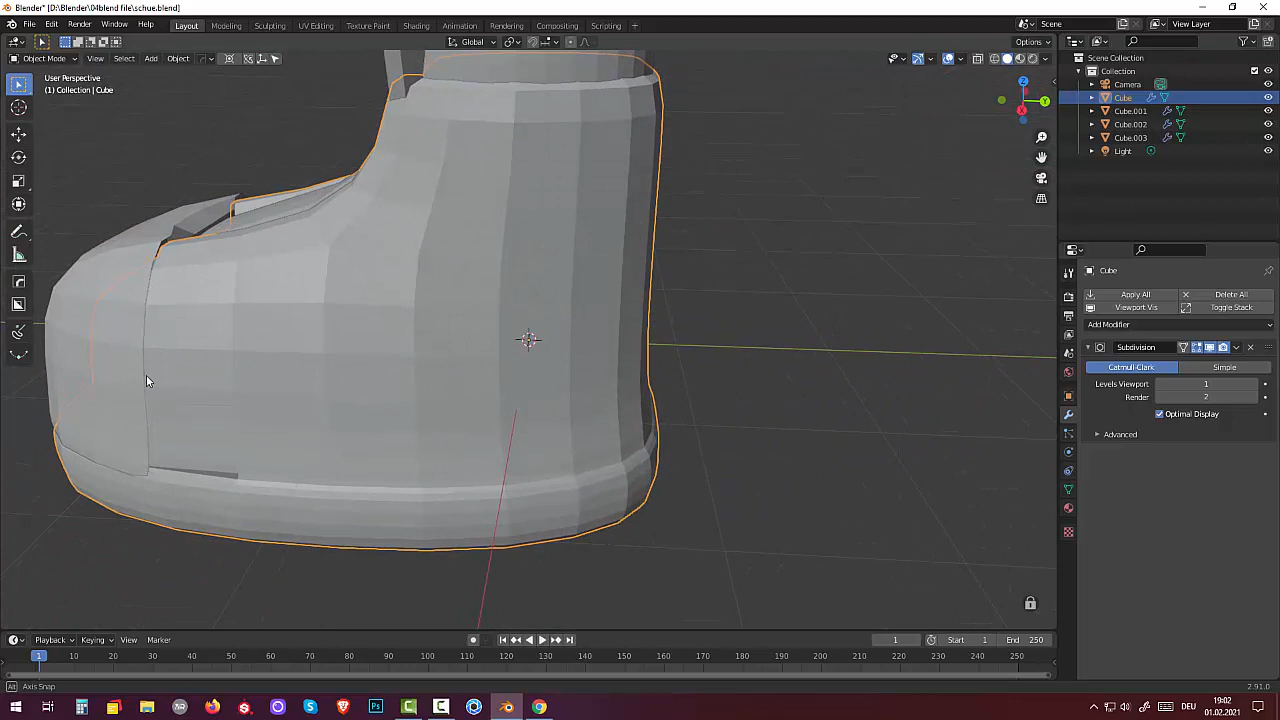 Blender* [D:\Blender\04blend file\schue.blend]
File Edit Render Window Help
Layout Modeling Sculpting UV Editing Texture Paint Shading Animation Rendering Compositing Scripting
Scene View Layer
Global
Options
Object Mode View Select Add Object
User Perspective
(1) Collection | Cube
Z
Y
X
Scene Collection
Collection
Camera
Cube
Cube.001
Cube.002
Cube.003
Light
Cube
Apply All Delete All
Viewport Vis Toggle Stack
Add Modifier
Subdivision
Catmull-Clark Simple
Levels Viewport 1
Render 2
Optimal Display
Advanced
Playback Keying View Marker
1 Start 1 End 250
1 10 20 30 40 50 60 70 80 90 100 110 120 130 140 150 160 170 180 190 200 210 220 230 240 250
Alt Axis Snap
2.91.0
DEU
19:02
01.02.2021